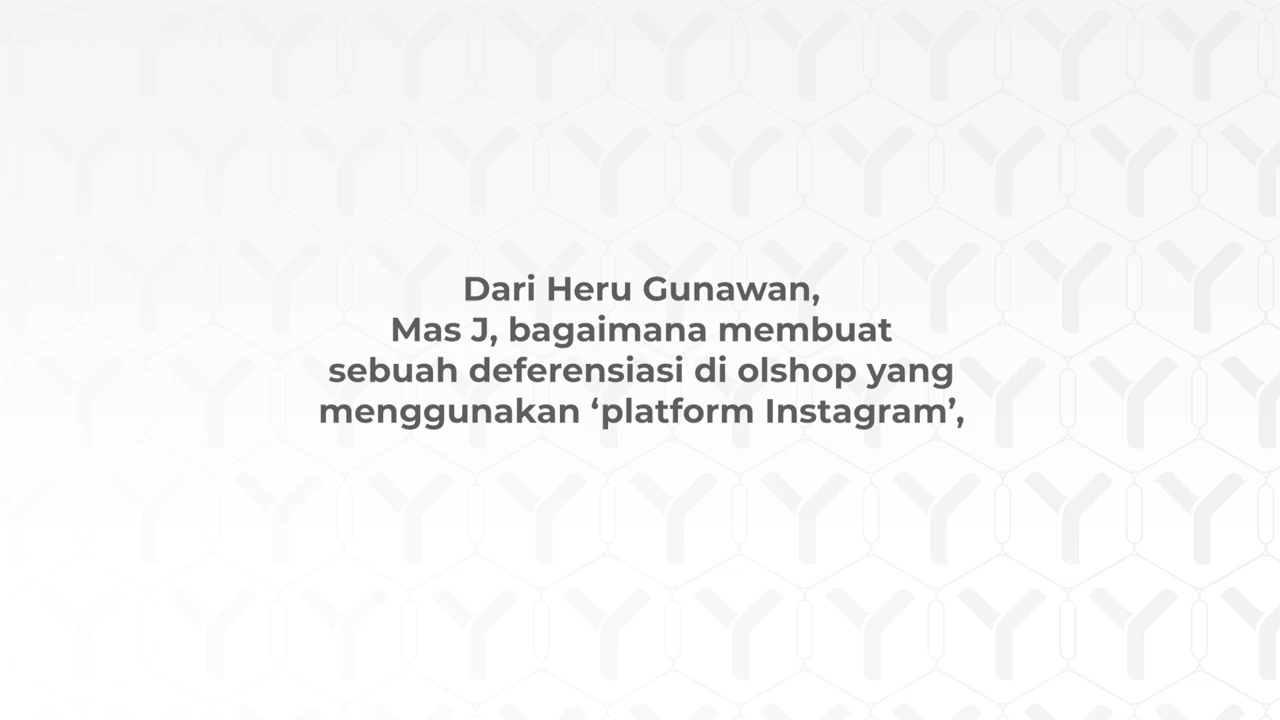 Dari Heru Gunawan,
Mas J, bagaimana membuat
sebuah deferensiasi di olshop yang
menggunakan ‘platform Instagram’,